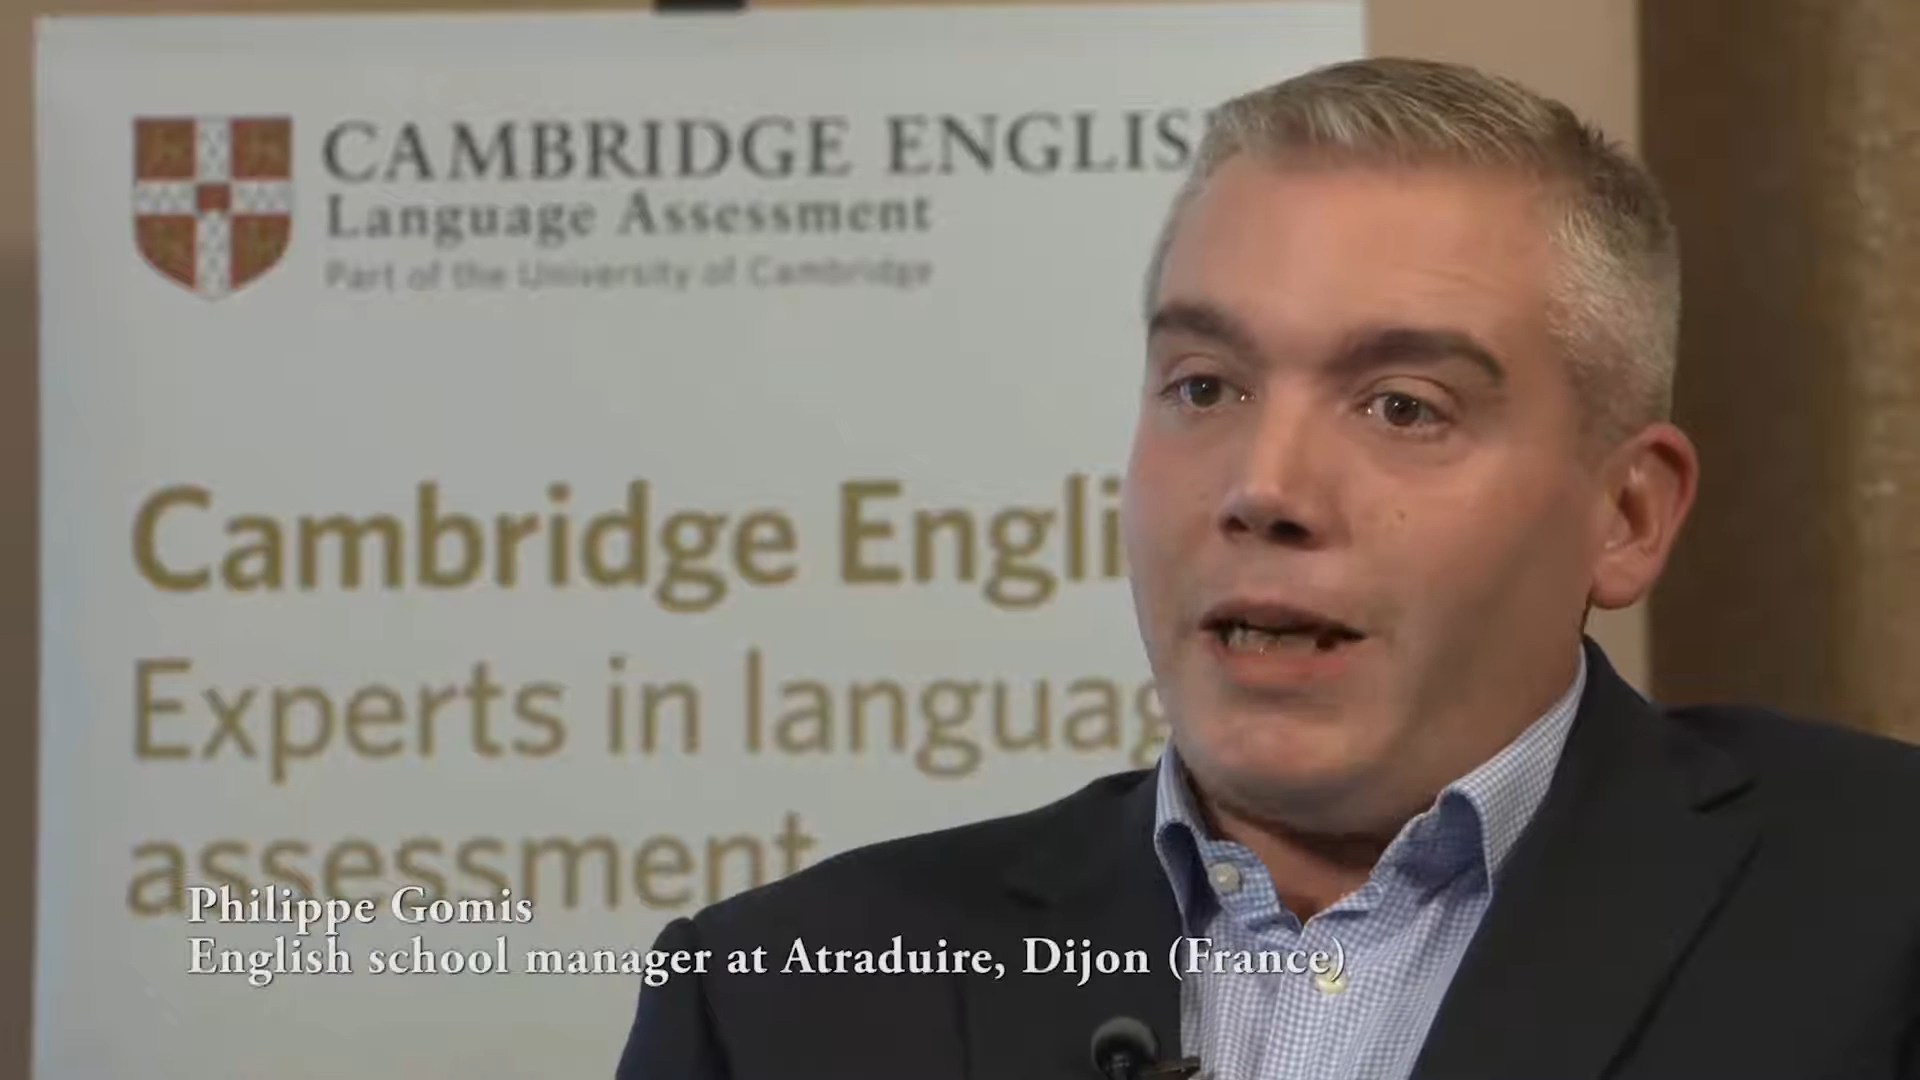 CAMBRIDGE ENGLIS
Language Assessment
Part of the University of Cambridge
Cambridge Engli
Experts in languag
assessment
Philippe Gomis
English school manager at Atraduire, Dijon (France)